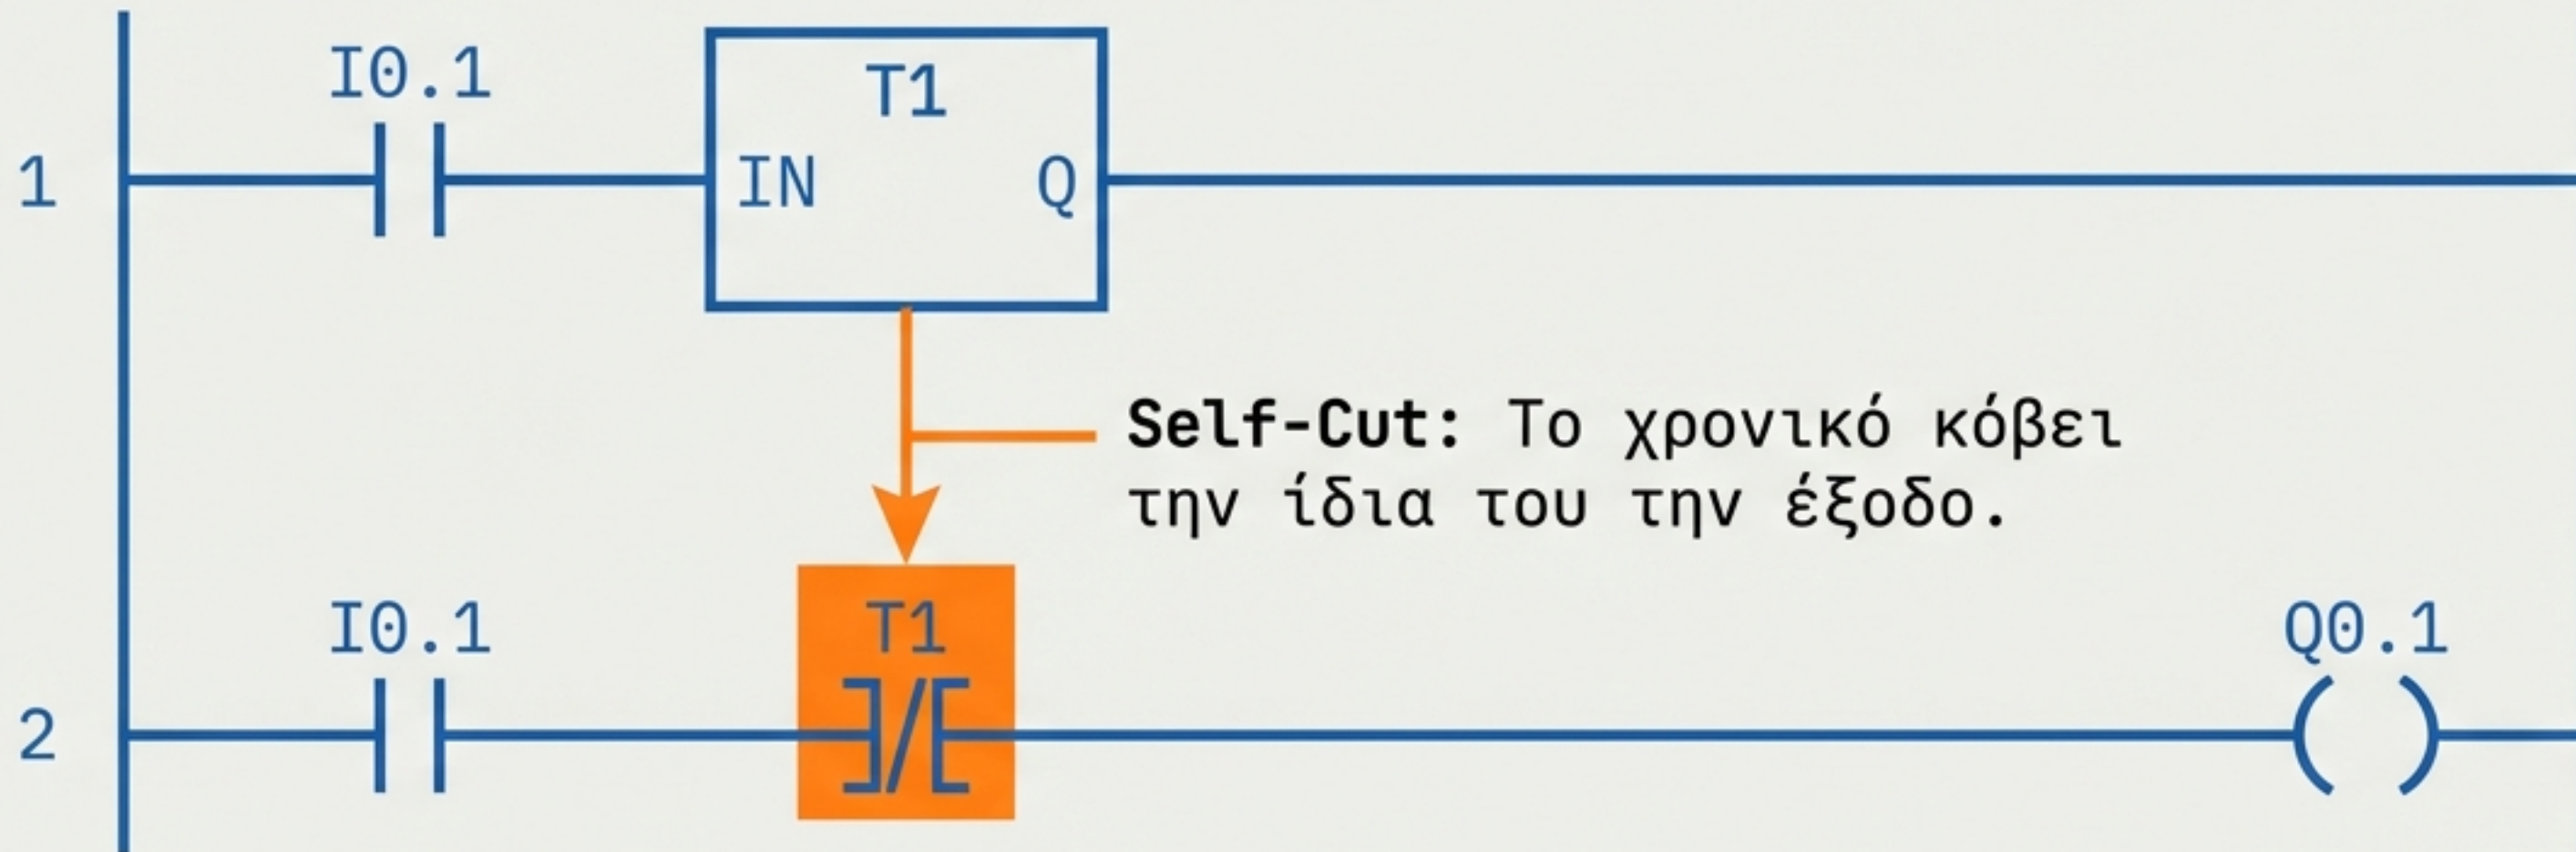 I0.1
T1
1
IN
Q
Self-Cut: Το χρονικό κόβει
την ίδια του την έξοδο.
I0.1
T1
Q0.1
2